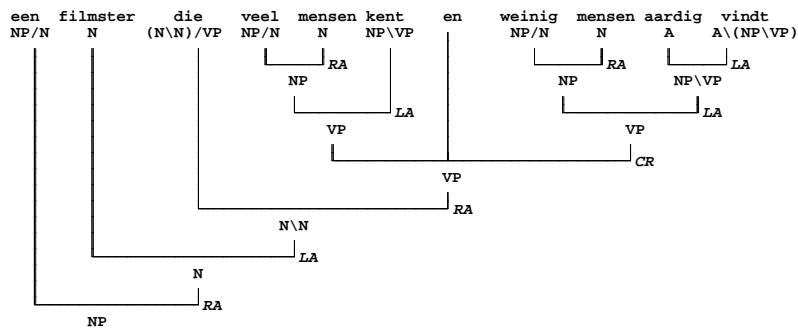 een filmster die veel mensen kent en weinig mensen aardig vindt
NP/N N (N\N)/VP NP/N N NP\VP NP/N N A A\(NP\VP)
RA RA LA
NP NP NP\VP
LA LA
VP VP
CR
VP
RA
N\N
LA
N
RA
NP